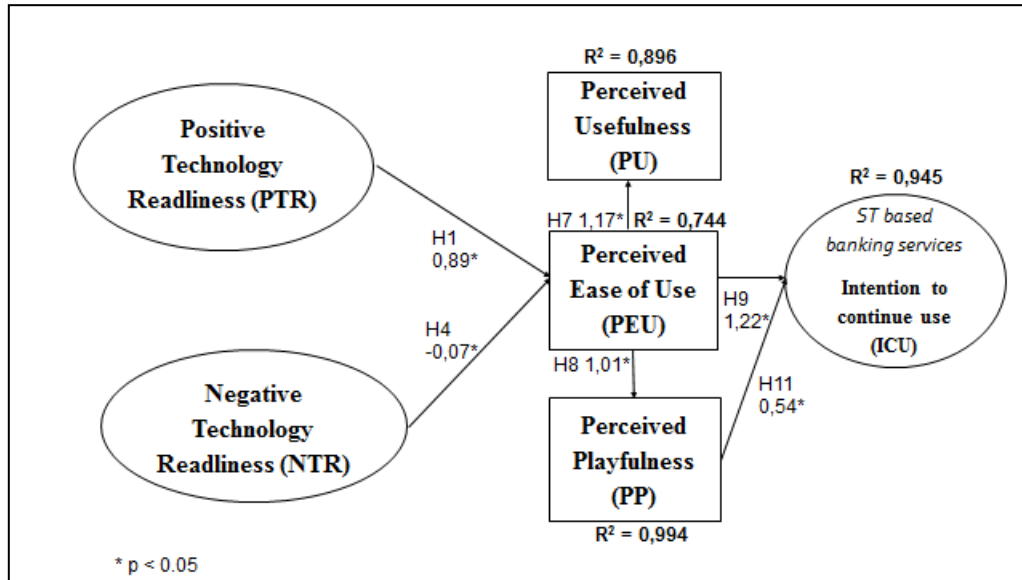 R² = 0,896
Perceived
Usefulness
(PU)
Positive
Technology
Readliness (PTR)
R² = 0,945
ST based
banking services
Intention to
continue use
(ICU)
H7 1,17*
R² = 0,744
H1
0,89*
Perceived
Ease of Use
(PEU)
H9
1,22*
H4
-0,07*
H8 1,01*
H11
0,54*
Negative
Technology
Readliness (NTR)
Perceived
Playfulness
(PP)
R² = 0,994
* p < 0.05